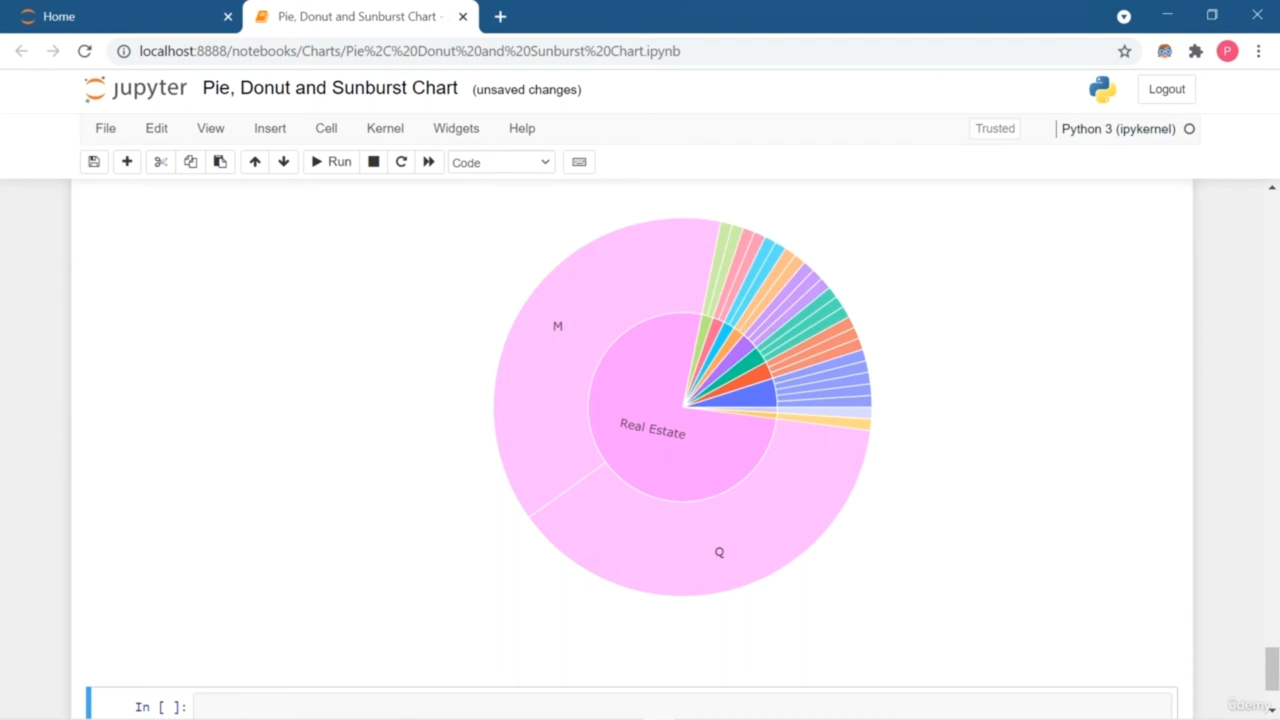 Home
Pie, Donut and Sunburst Chart -
localhost:8888/notebooks/Charts/Pie%2C%20Donut%20and%20Sunburst%20Chart.ipynb
P
jupyter Pie, Donut and Sunburst Chart (unsaved changes)
Logout
File Edit View Insert Cell Kernel Widgets Help
Trusted Python 3 (ipykernel)
Run Code
M
Real Estate
Q
In [ ]:
ûdemy